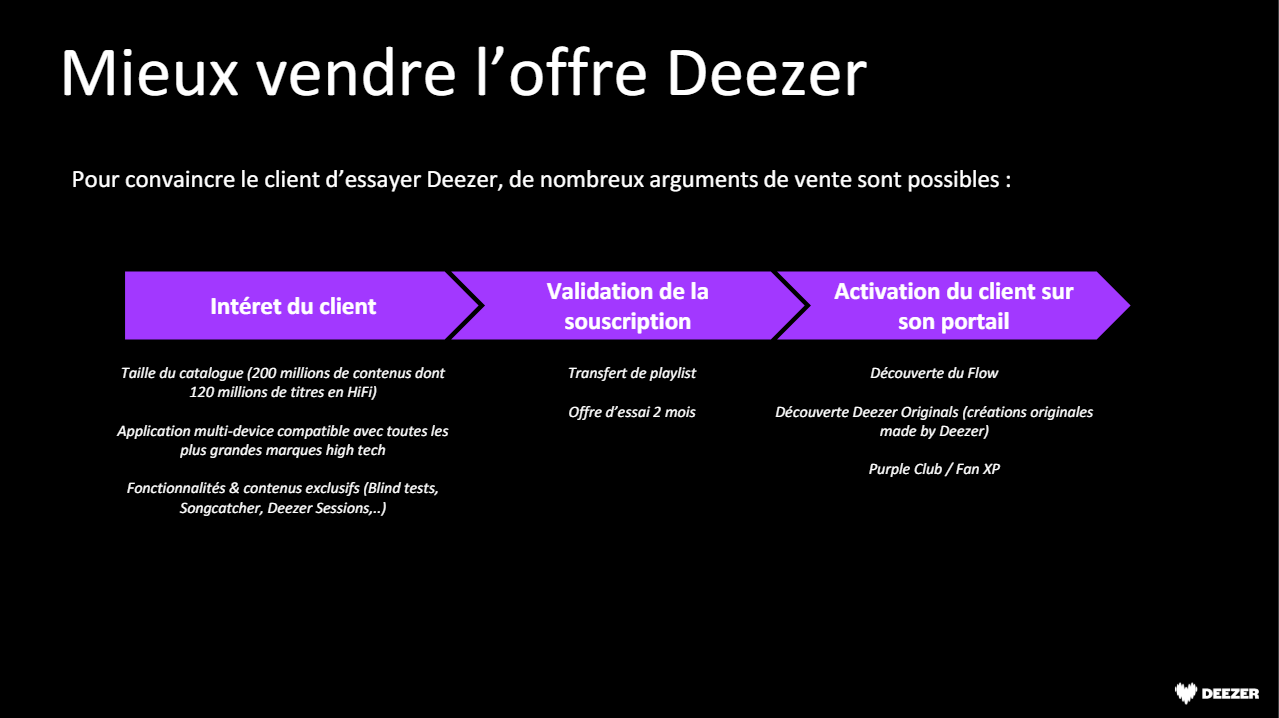 Mieux vendre l’offre Deezer
Pour convaincre le client d’essayer Deezer, de nombreux arguments de vente sont possibles :
Intéret du client
Validation de la
souscription
Activation du client sur
son portail
Taille du catalogue (200 millions de contenus dont
120 millions de titres en HiFi)
Application multi-device compatible avec toutes les
plus grandes marques high tech
Fonctionnalités & contenus exclusifs (Blind tests,
Songcatcher, Deezer Sessions,..)
Transfert de playlist
Offre d’essai 2 mois
Découverte du Flow
Découverte Deezer Originals (créations originales
made by Deezer)
Purple Club / Fan XP
DEEZER